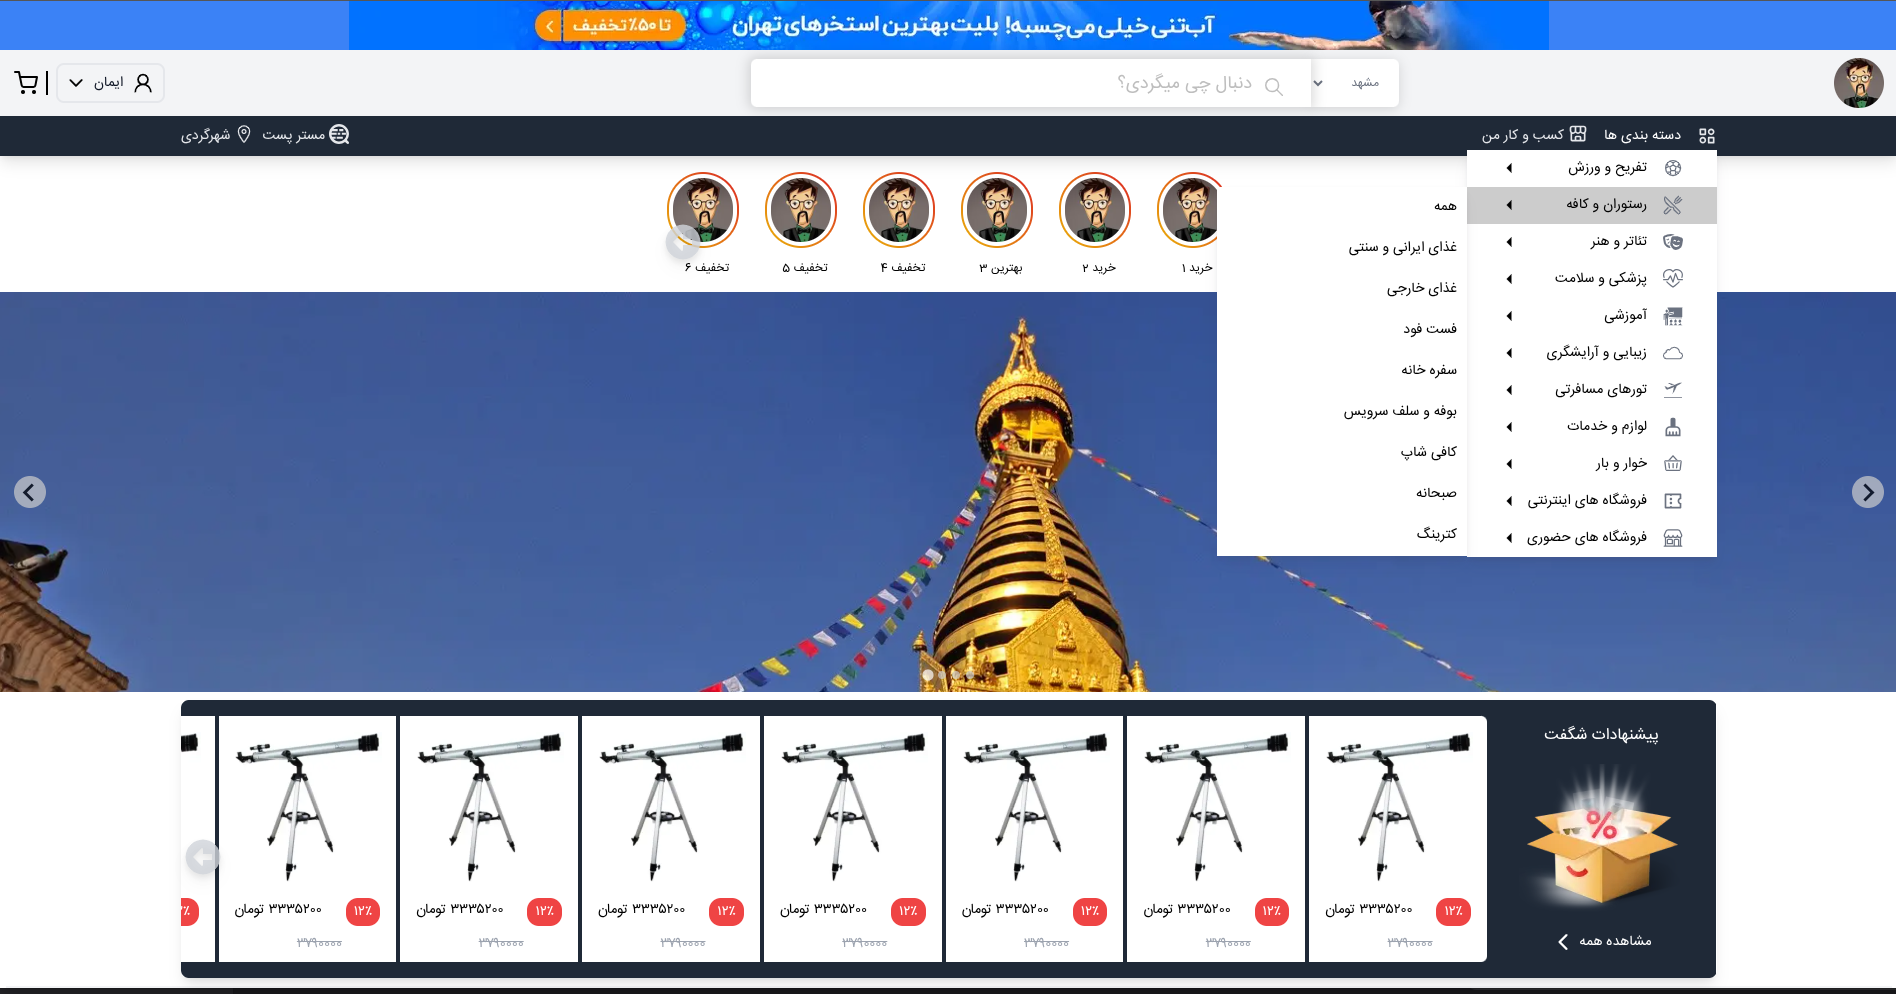 آب‌تنی خیلی می‌چسبه! بلیت بهترین استخرهای تهران
تا ۵۰٪ تخفیف
مشهد
دنبال چی میگردی؟
ایمان
دسته بندی ها
کسب و کار من
مستر پست
شهرگردی
تفریح و ورزش
رستوران و کافه
تئاتر و هنر
پزشکی و سلامت
آموزشی
زیبایی و آرایشگری
تورهای مسافرتی
لوازم و خدمات
خوار و بار
فروشگاه های اینترنتی
فروشگاه های حضوری
همه
غذای ایرانی و سنتی
غذای خارجی
فست فود
سفره خانه
بوفه و سلف سرویس
کافی شاپ
صبحانه
کترینگ
خرید ۱
خرید ۲
بهترین ۳
تخفیف ۴
تخفیف ۵
تخفیف ۶
پیشنهادات شگفت
%
مشاهده همه
۱۲٪ ۳۳۳۵۲۰۰ تومان
۳۷۹۰۰۰۰
۱۲٪ ۳۳۳۵۲۰۰ تومان
۳۷۹۰۰۰۰
۱۲٪ ۳۳۳۵۲۰۰ تومان
۳۷۹۰۰۰۰
۱۲٪ ۳۳۳۵۲۰۰ تومان
۳۷۹۰۰۰۰
۱۲٪ ۳۳۳۵۲۰۰ تومان
۳۷۹۰۰۰۰
۱۲٪ ۳۳۳۵۲۰۰ تومان
۳۷۹۰۰۰۰
۱۲٪ ۳۳۳۵۲۰۰ تومان
۳۷۹۰۰۰۰